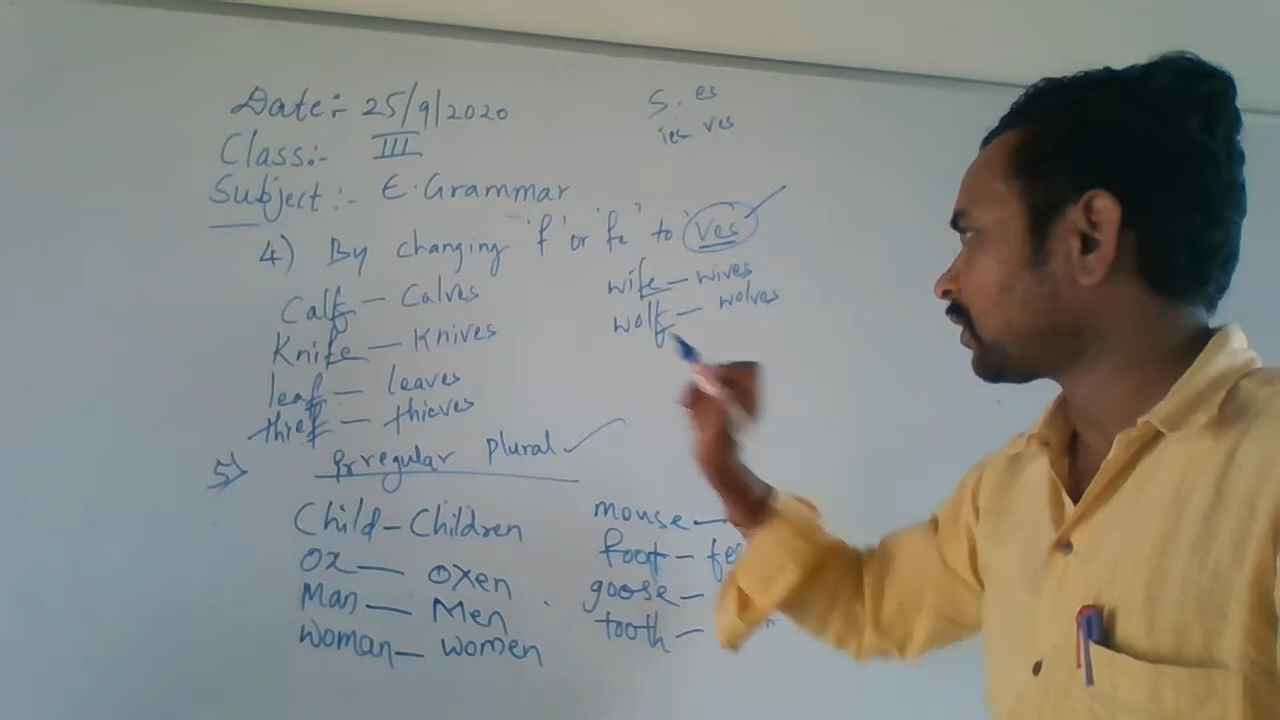 Date:- 25/9/2020
S. es
ies ves
Class:- III
Subject:- E. Grammar
4) By changing 'f' or 'fe' to 'ves'
Calf — Calves
Knife — Knives
leaf — leaves
thief — thieves
wife — wives
wolf — wolves
5) Irregular plural
Child - Children
Ox — Oxen
Man — Men
Woman — women
mouse —
foot — fe
goose —
tooth —